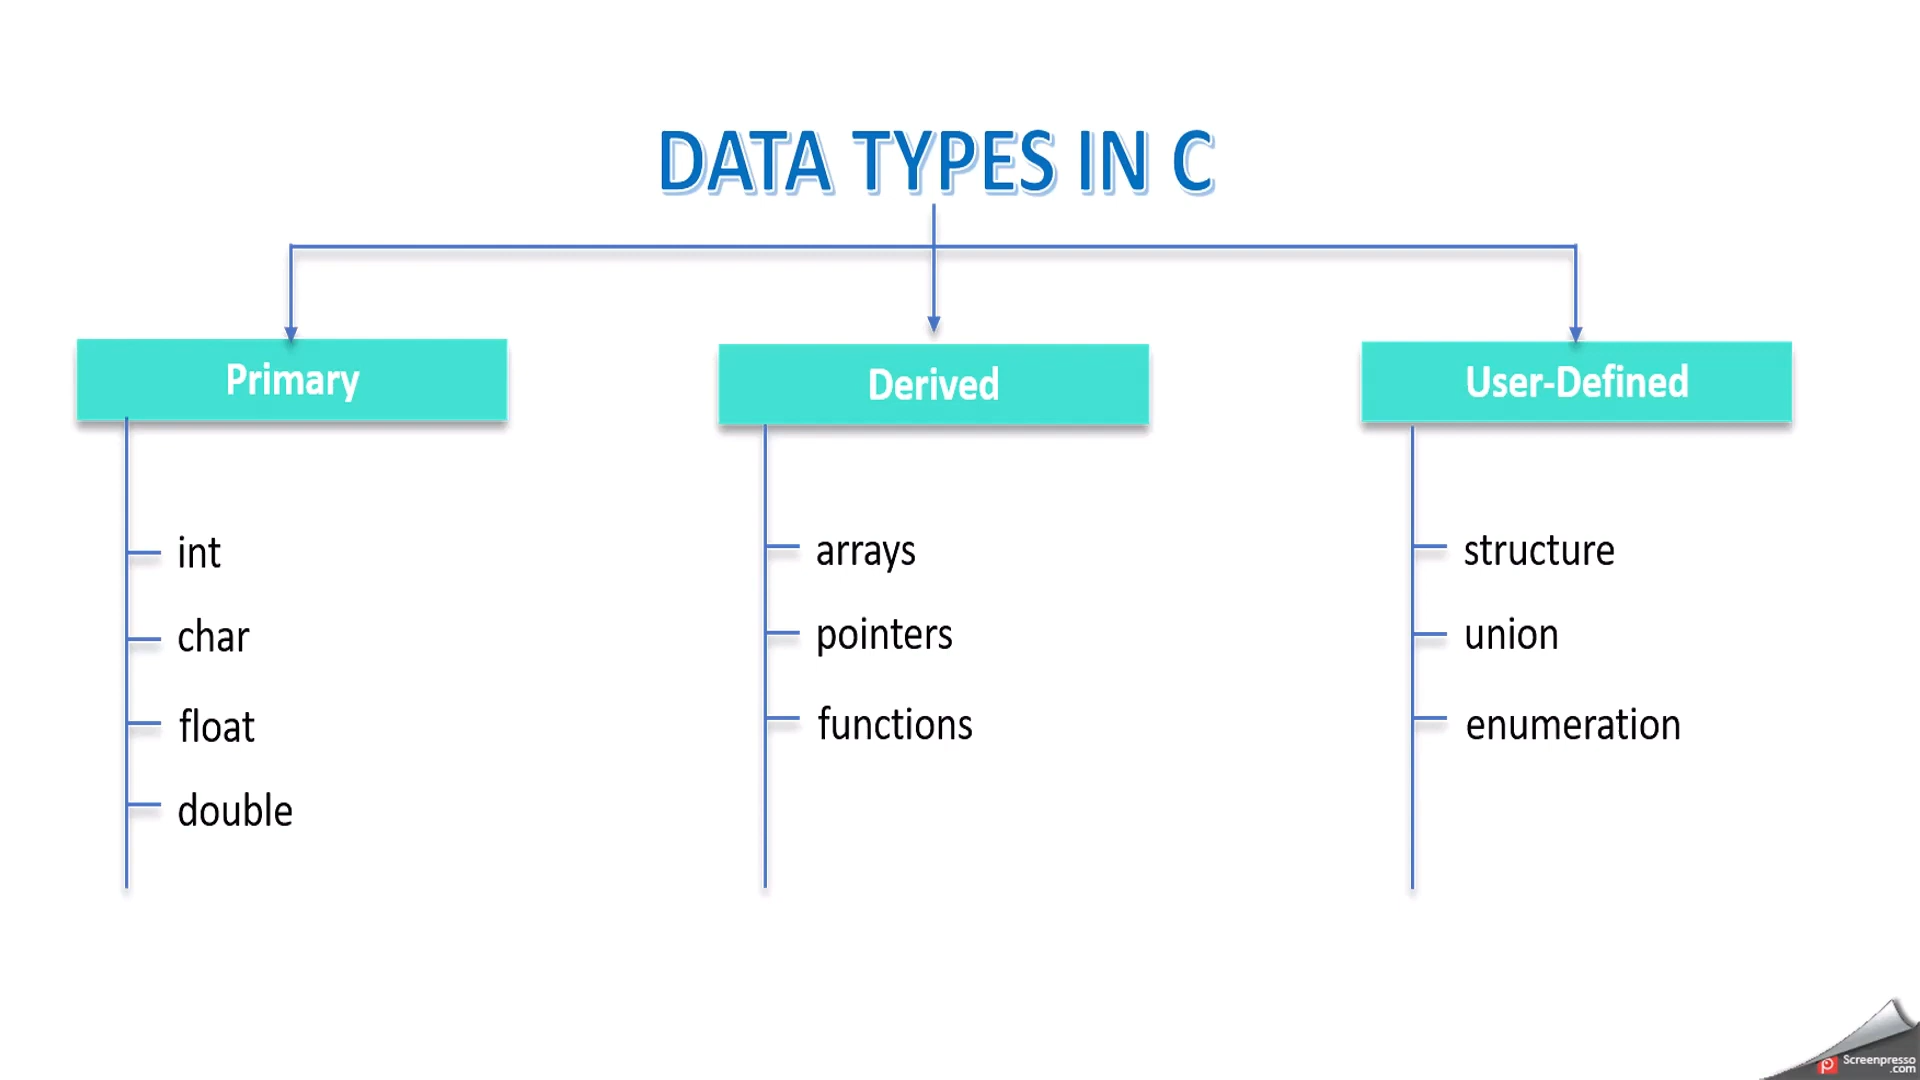 DATA TYPES IN C
Primary
int
char
float
double
Derived
arrays
pointers
functions
User-Defined
structure
union
enumeration
Screenpresso
.com